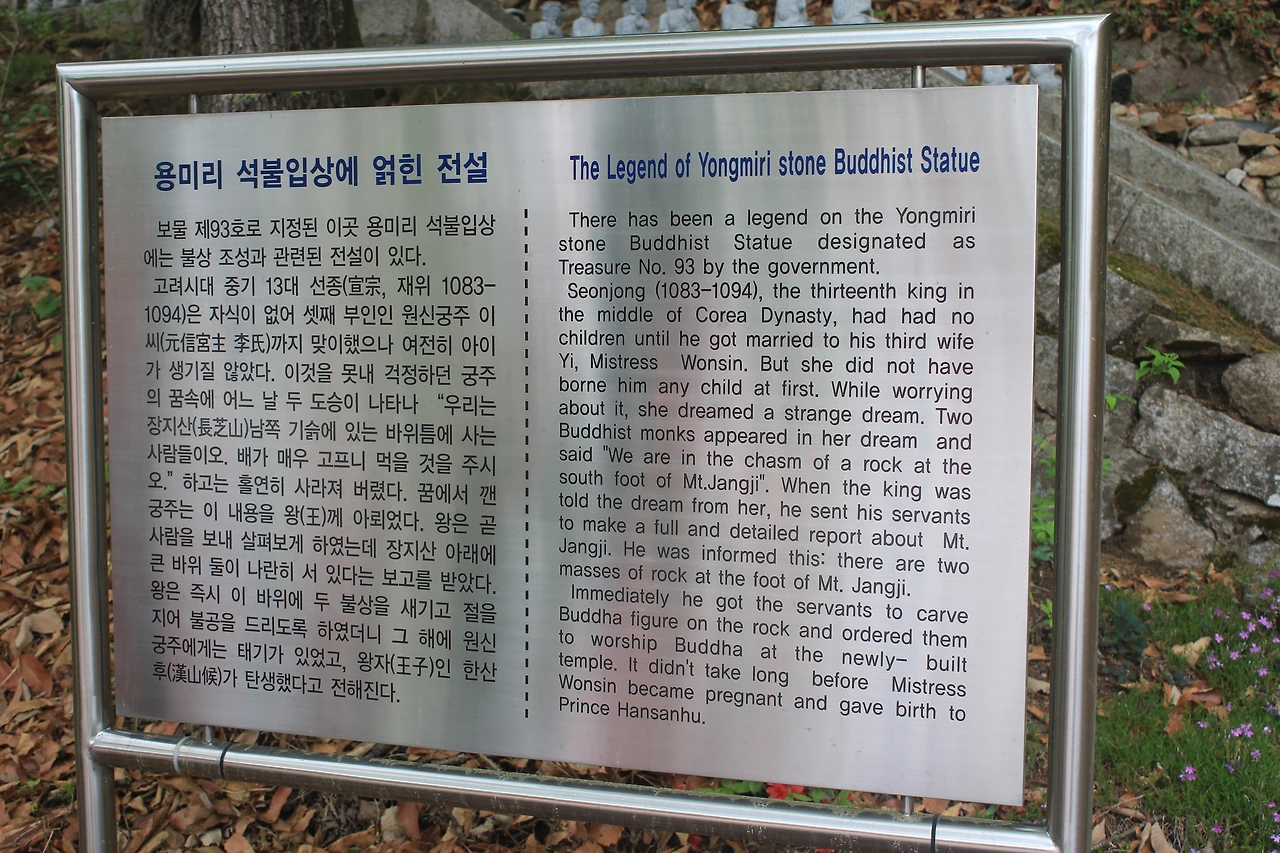 용미리 석불입상에 얽힌 전설
보물 제93호로 지정된 이곳 용미리 석불입상
에는 불상 조성과 관련된 전설이 있다.
고려시대 중기 13대 선종(宣宗, 재위 1083-
1094)은 자식이 없어 셋째 부인인 원신궁주 이
씨(元信宮主 李氏)까지 맞이했으나 여전히 아이
가 생기질 않았다. 이것을 못내 걱정하던 궁주
의 꿈속에 어느 날 두 도승이 나타나 "우리는
장지산(長芝山)남쪽 기슭에 있는 바위틈에 사는
사람들이오. 배가 매우 고프니 먹을 것을 주시
오." 하고는 홀연히 사라져 버렸다. 꿈에서 깬
궁주는 이 내용을 왕(王)께 아뢰었다. 왕은 곧
사람을 보내 살펴보게 하였는데 장지산 아래에
큰 바위 둘이 나란히 서 있다는 보고를 받았다.
왕은 즉시 이 바위에 두 불상을 새기고 절을
지어 불공을 드리도록 하였더니 그 해에 원신
궁주에게는 태기가 있었고, 왕자(王子)인 한산
후(漢山候)가 탄생했다고 전해진다.
The Legend of Yongmiri stone Buddhist Statue
There has been a legend on the Yongmiri
stone Buddhist Statue designated as
Treasure No. 93 by the government.
Seonjong (1083-1094), the thirteenth king in
the middle of Corea Dynasty, had had no
children until he got married to his third wife
Yi, Mistress Wonsin. But she did not have
borne him any child at first. While worrying
about it, she dreamed a strange dream. Two
Buddhist monks appeared in her dream and
said "We are in the chasm of a rock at the
south foot of Mt.Jangji". When the king was
told the dream from her, he sent his servants
to make a full and detailed report about Mt.
Jangji. He was informed this: there are two
masses of rock at the foot of Mt. Jangji.
Immediately he got the servants to carve
Buddha figure on the rock and ordered them
to worship Buddha at the newly- built
temple. It didn't take long before Mistress
Wonsin became pregnant and gave birth to
Prince Hansanhu.